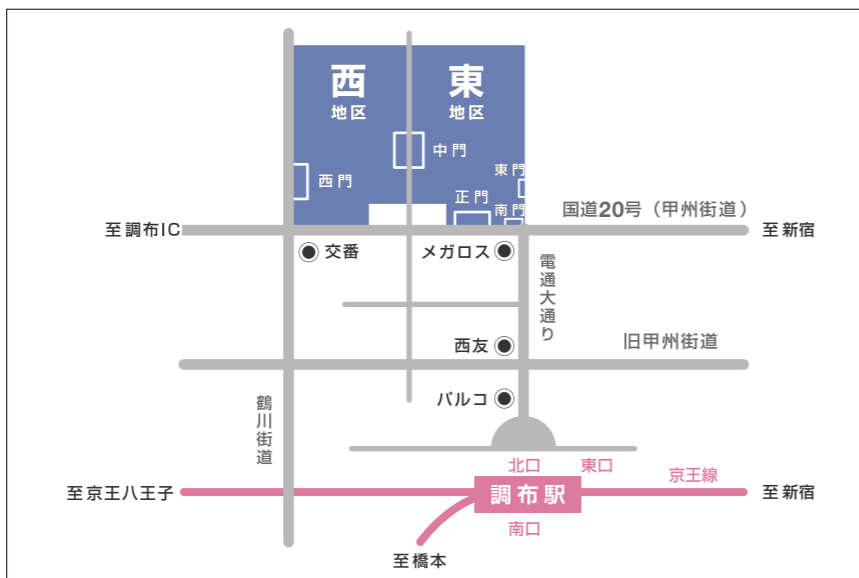 西
地区
東
地区
中門
西門
東門
正門
南門
国道20号（甲州街道）
至調布IC
至新宿
交番
メガロス
電通大通り
西友
旧甲州街道
パルコ
鶴川街道
北口
東口
京王線
至京王八王子
調布駅
至新宿
南口
至橋本